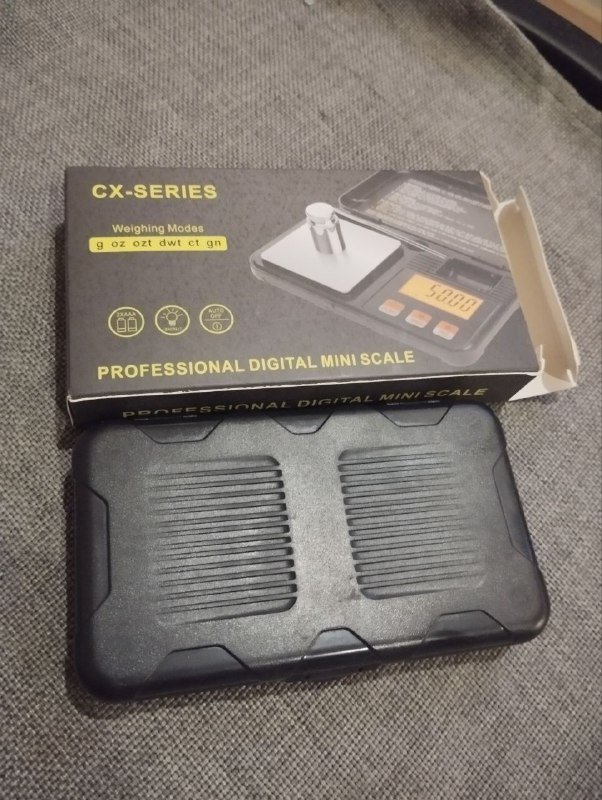 CX-SERIES
Weighing Modes
g oz ozt dwt ct gn
2XAAA
AUTO
OFF
50.00
PROFESSIONAL DIGITAL MINI SCALE
PROFESSIONAL DIGITAL MINI SCALE